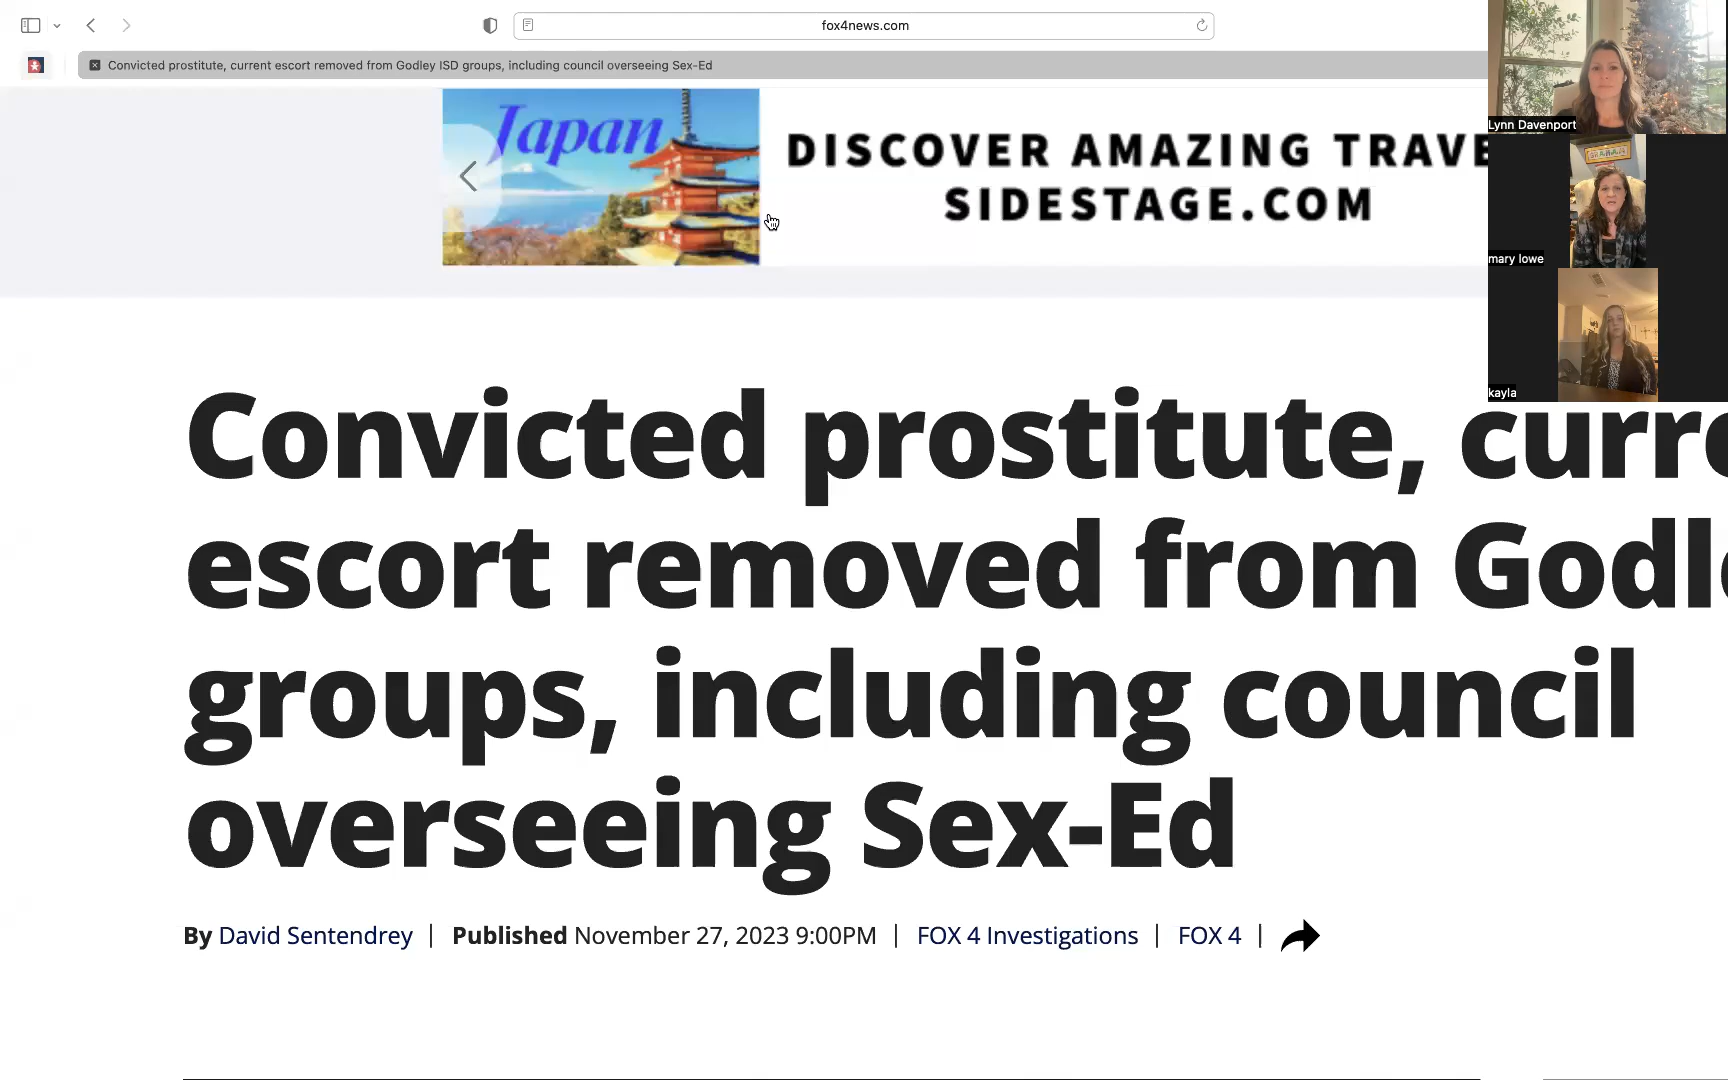 fox4news.com
Convicted prostitute, current escort removed from Godley ISD groups, including council overseeing Sex-Ed
Japan
DISCOVER AMAZING TRAVE
SIDESTAGE.COM
Lynn Davenport
mary lowe
kayla
Convicted prostitute, curre
escort removed from Godle
groups, including council
overseeing Sex-Ed
By David Sentendrey | Published November 27, 2023 9:00PM | FOX 4 Investigations | FOX 4 |